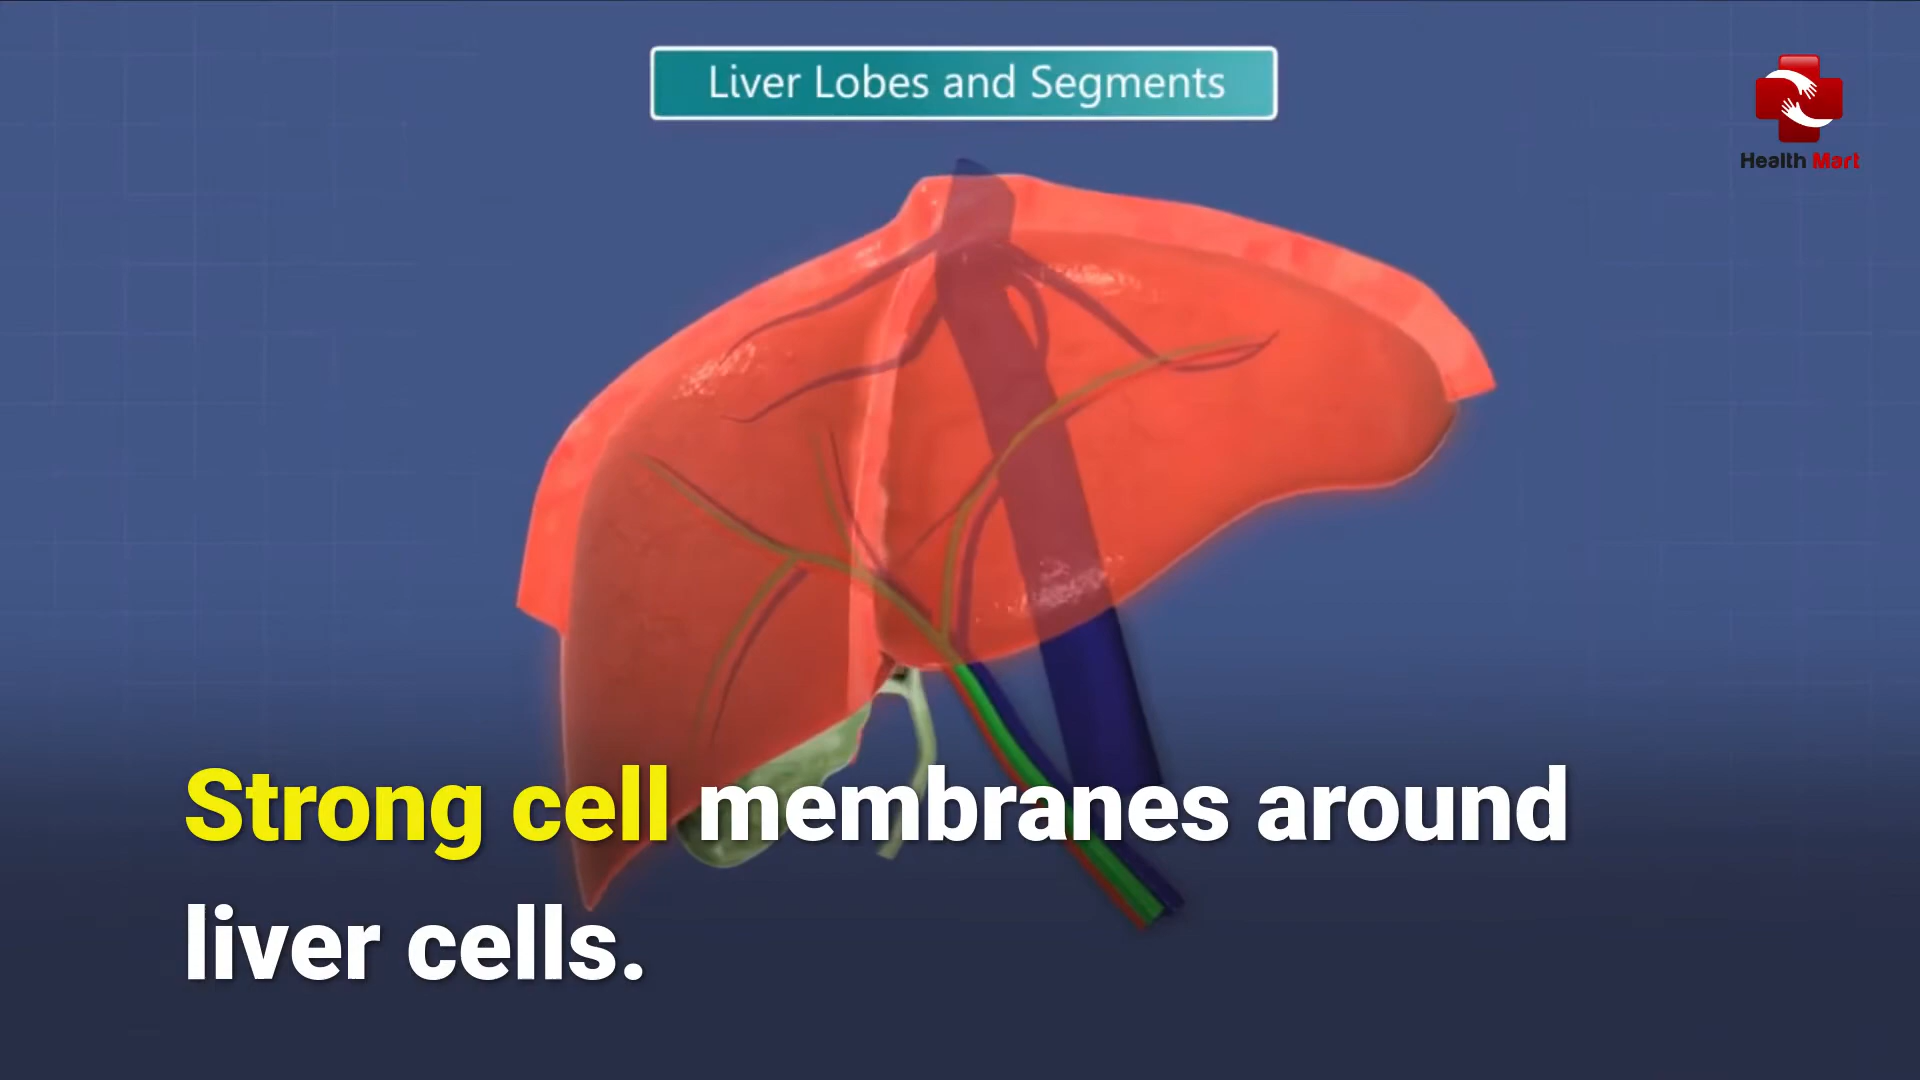 Liver Lobes and Segments
Health Mart
Strong cell membranes around
liver cells.